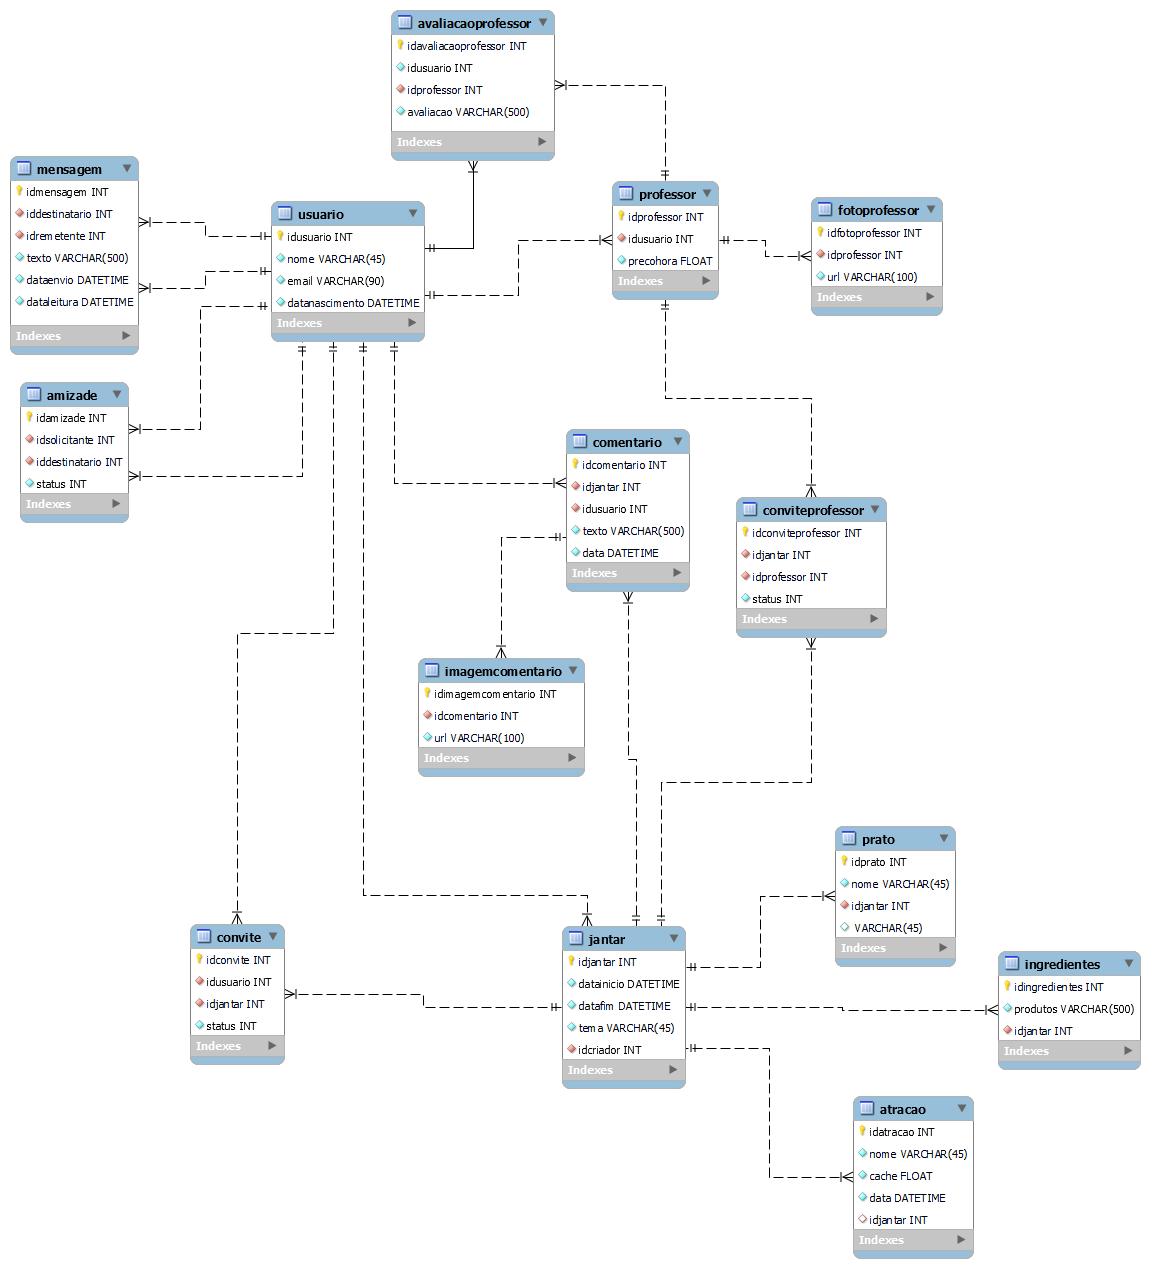 avaliacaoprofessor
idavaliacaoprofessor INT
idusuario INT
idprofessor INT
avaliacao VARCHAR(500)
Indexes
mensagem
idmensagem INT
iddestinatario INT
idremetente INT
texto VARCHAR(500)
dataenvio DATETIME
dataleitura DATETIME
Indexes
usuario
idusuario INT
nome VARCHAR(45)
email VARCHAR(90)
datanascimento DATETIME
Indexes
professor
idprofessor INT
idusuario INT
precohora FLOAT
Indexes
fotoprofessor
idfotoprofessor INT
idprofessor INT
url VARCHAR(100)
Indexes
amizade
idamizade INT
idsolicitante INT
iddestinatario INT
status INT
Indexes
comentario
idcomentario INT
idjantar INT
idusuario INT
texto VARCHAR(500)
data DATETIME
Indexes
conviteprofessor
idconviteprofessor INT
idjantar INT
idprofessor INT
status INT
Indexes
imagemcomentario
idimagemcomentario INT
idcomentario INT
url VARCHAR(100)
Indexes
prato
idprato INT
nome VARCHAR(45)
idjantar INT
VARCHAR(45)
Indexes
convite
idconvite INT
idusuario INT
idjantar INT
status INT
Indexes
jantar
idjantar INT
datainicio DATETIME
datafim DATETIME
tema VARCHAR(45)
idcriador INT
Indexes
ingredientes
idingredientes INT
produtos VARCHAR(500)
idjantar INT
Indexes
atracao
idatracao INT
nome VARCHAR(45)
cache FLOAT
data DATETIME
idjantar INT
Indexes